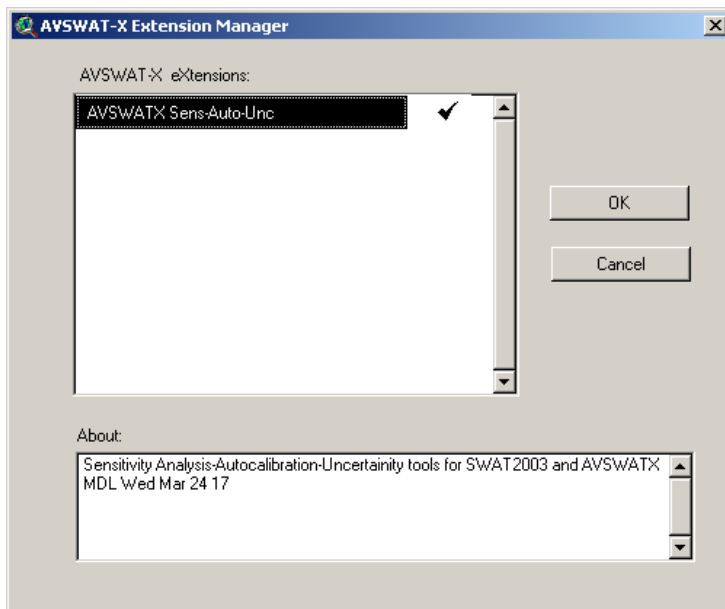 AVSWAT-X Extension Manager
AVSWAT-X eXtensions:
AVSWATX Sens-Auto-Unc
OK
Cancel
About:
Sensitivity Analysis-Autocalibration-Uncertainity tools for SWAT2003 and AVSWATX
MDL Wed Mar 24 17